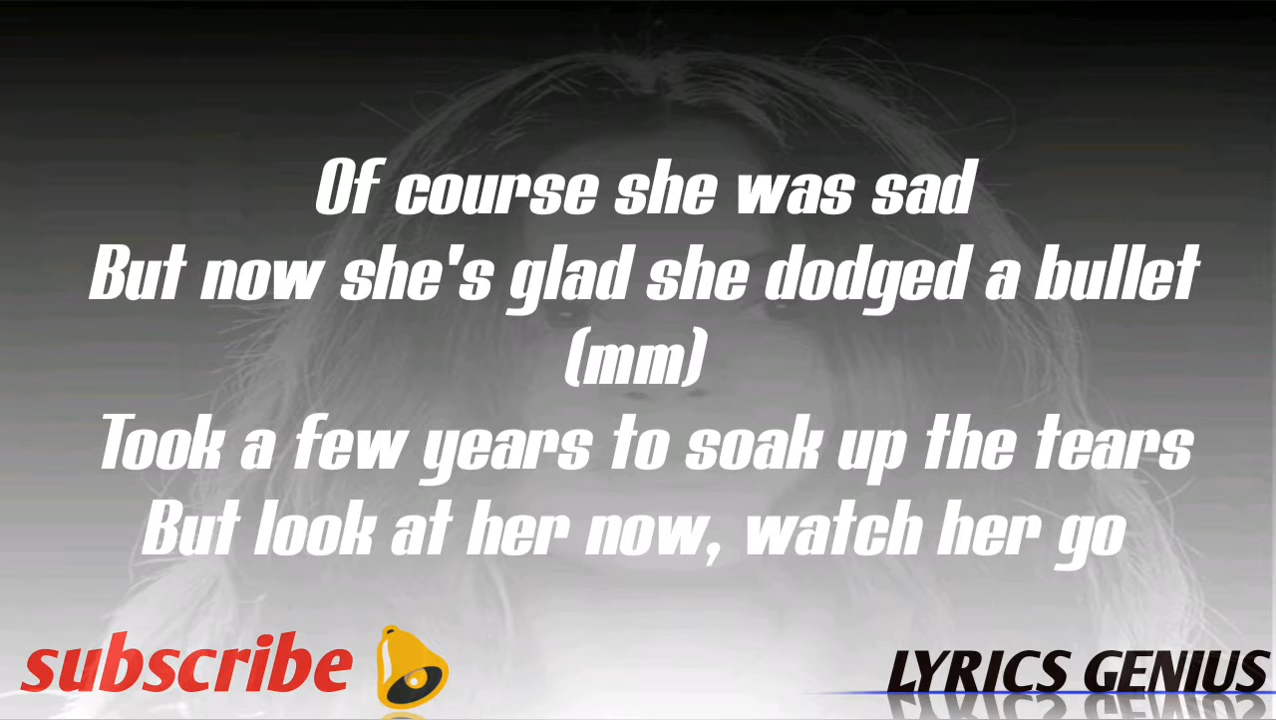 Of course she was sad
But now she's glad she dodged a bullet
(mm)
Took a few years to soak up the tears
But look at her now, watch her go
subscribe
LYRICS GENIUS